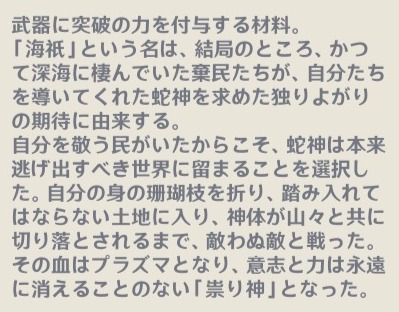 武器に突破の力を付与する材料。
「海祇」という名は、結局のところ、かつ
て深海に棲んでいた棄民たちが、自分たち
を導いてくれた蛇神を求めた独りよがり
の期待に由来する。
自分を敬う民がいたからこそ、蛇神は本来
逃げ出すべき世界に留まることを選択し
た。自分の身の珊瑚枝を折り、踏み入れて
はならない土地に入り、神体が山々と共に
切り落とされるまで、敵わぬ敵と戦った。
その血はプラズマとなり、意志と力は永遠
に消えることのない「祟り神」となった。